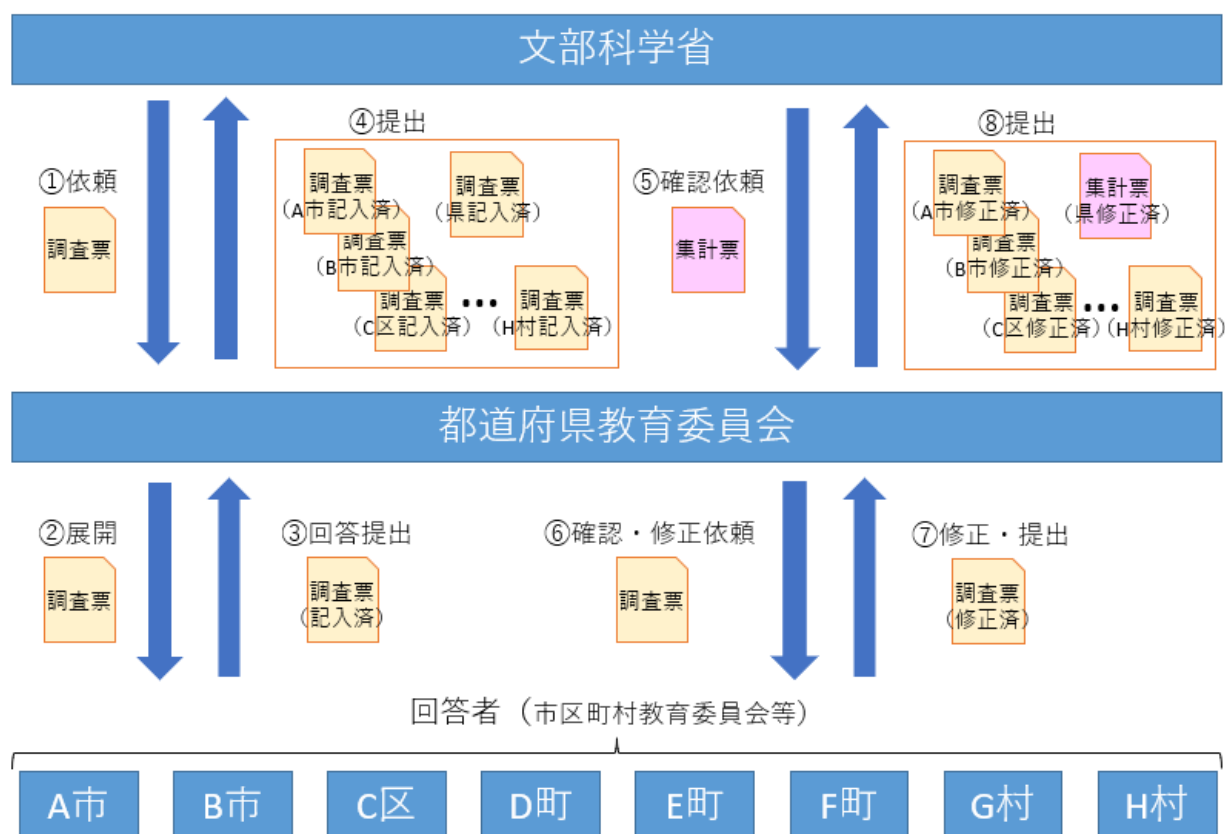 文部科学省
①依頼
調査票
④提出
調査票
(A市記入済)
調査票
(県記入済)
調査票
(B市記入済)
調査票
(C区記入済)
…
調査票
(H村記入済)
⑤確認依頼
集計票
⑧提出
調査票
(A市修正済)
集計票
(県修正済)
調査票
(B市修正済)
調査票
(C区修正済)
…
調査票
(H村修正済)
都道府県教育委員会
②展開
調査票
③回答提出
調査票
(記入済)
⑥確認・修正依頼
調査票
⑦修正・提出
調査票
(修正済)
回答者(市区町村教育委員会等)
A市
B市
C区
D町
E町
F町
G村
H村